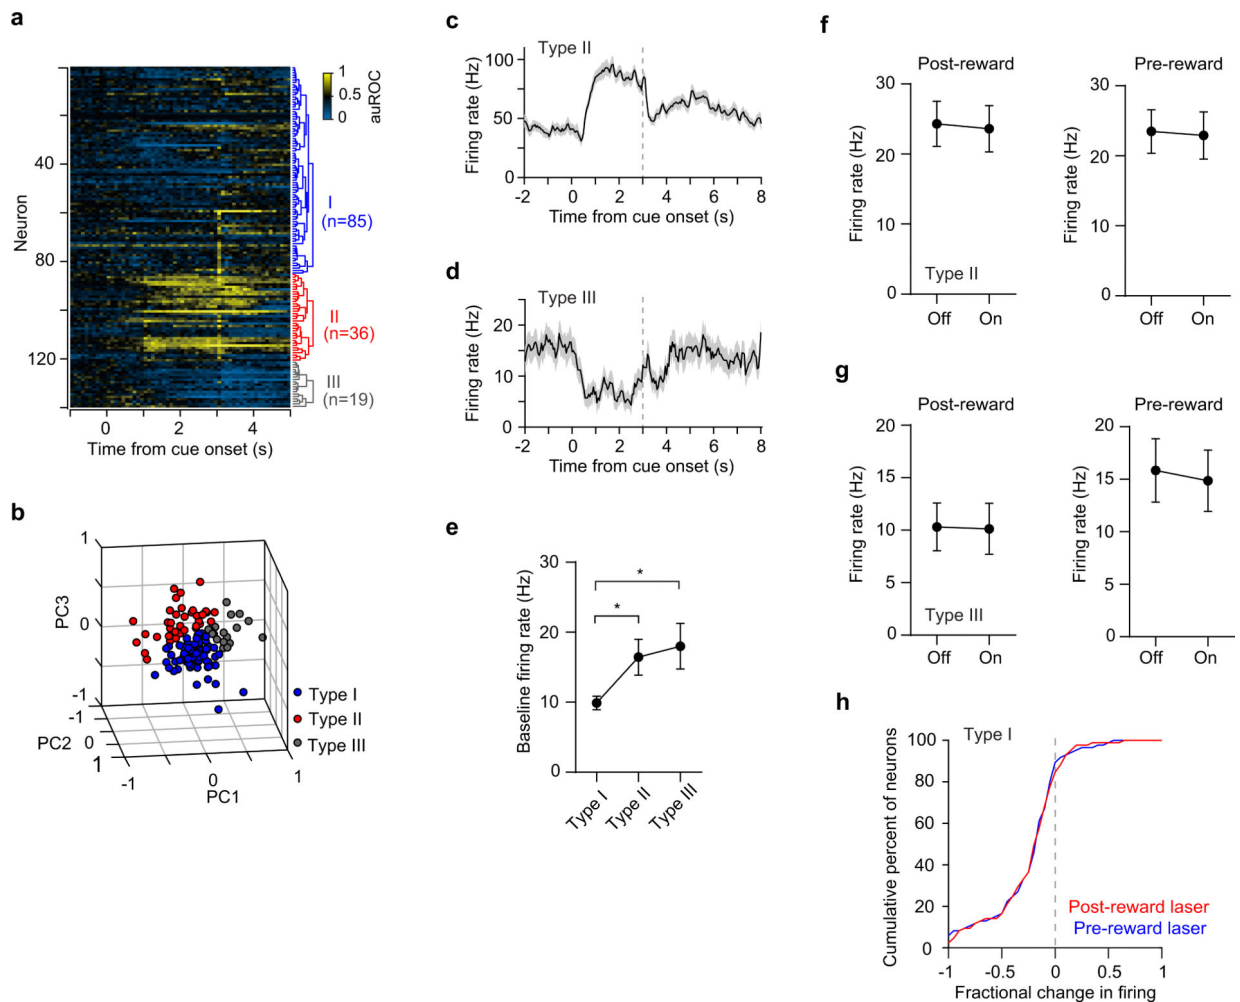 a
Neuron
40
80
120
0
2
4
Time from cue onset (s)
1
0.5
0
auROC
I
(n=85)
II
(n=36)
III
(n=19)
b
PC3
1
0
-1
-1
PC2 0
1
-1
0
1
PC1
Type I
Type II
Type III
c
Type II
Firing rate (Hz)
100
50
0
-2 0 2 4 6 8
Time from cue onset (s)
d
Type III
Firing rate (Hz)
20
15
10
5
0
-2 0 2 4 6 8
Time from cue onset (s)
e
Baseline firing rate (Hz)
30
20
10
0
*
*
Type I
Type II
Type III
f
Post-reward
Firing rate (Hz)
30
20
10
0
Type II
Off On
Pre-reward
Firing rate (Hz)
30
20
10
0
Off On
g
Post-reward
Firing rate (Hz)
20
15
10
5
0
Type III
Off On
Pre-reward
Firing rate (Hz)
20
15
10
5
0
Off On
h
Type I
Cumulative percent of neurons
100
80
60
40
20
0
Post-reward laser
Pre-reward laser
-1 -0.5 0 0.5 1
Fractional change in firing